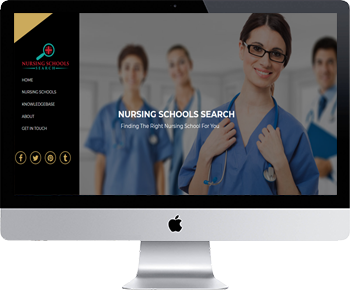 NURSING SCHOOLS
SEARCH
HOME
NURSING SCHOOLS
KNOWLEDGEBASE
ABOUT
GET IN TOUCH
NURSING SCHOOLS SEARCH
Finding The Right Nursing School For You